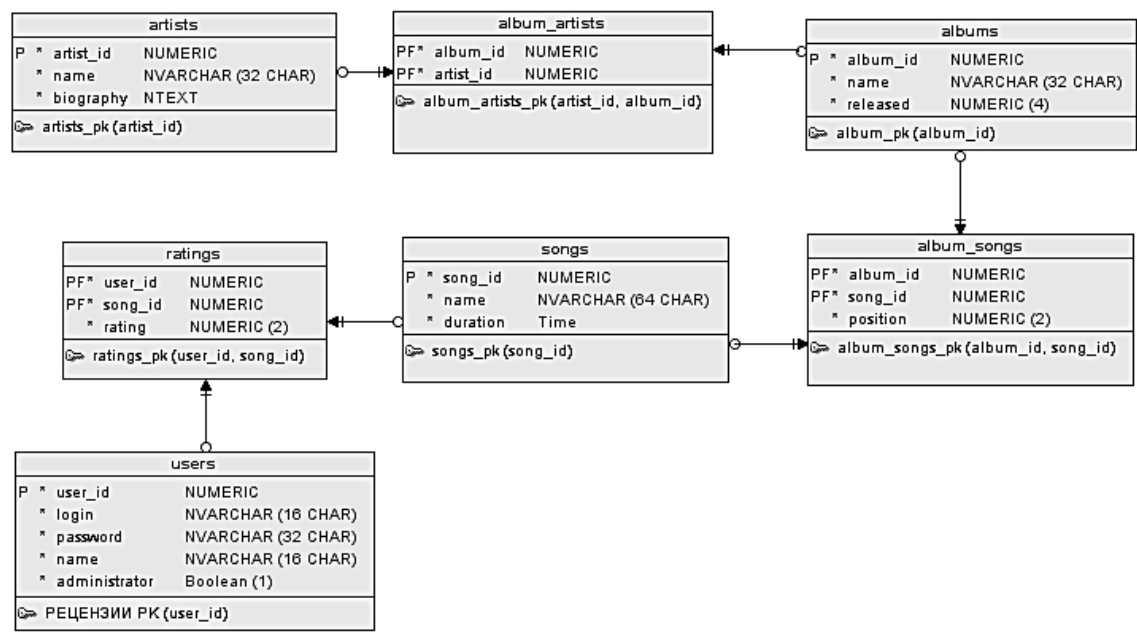 artists
P * artist_id NUMERIC
* name NVARCHAR (32 CHAR)
* biography NTEXT
artists_pk (artist_id)
album_artists
PF* album_id NUMERIC
PF* artist_id NUMERIC
album_artists_pk (artist_id, album_id)
albums
P * album_id NUMERIC
* name NVARCHAR (32 CHAR)
* released NUMERIC (4)
album_pk (album_id)
ratings
PF* user_id NUMERIC
PF* song_id NUMERIC
* rating NUMERIC (2)
ratings_pk (user_id, song_id)
songs
P * song_id NUMERIC
* name NVARCHAR (64 CHAR)
* duration Time
songs_pk (song_id)
album_songs
PF* album_id NUMERIC
PF* song_id NUMERIC
* position NUMERIC (2)
album_songs_pk (album_id, song_id)
users
P * user_id NUMERIC
* login NVARCHAR (16 CHAR)
* password NVARCHAR (32 CHAR)
* name NVARCHAR (16 CHAR)
* administrator Boolean (1)
РЕЦЕНЗИИ PK (user_id)